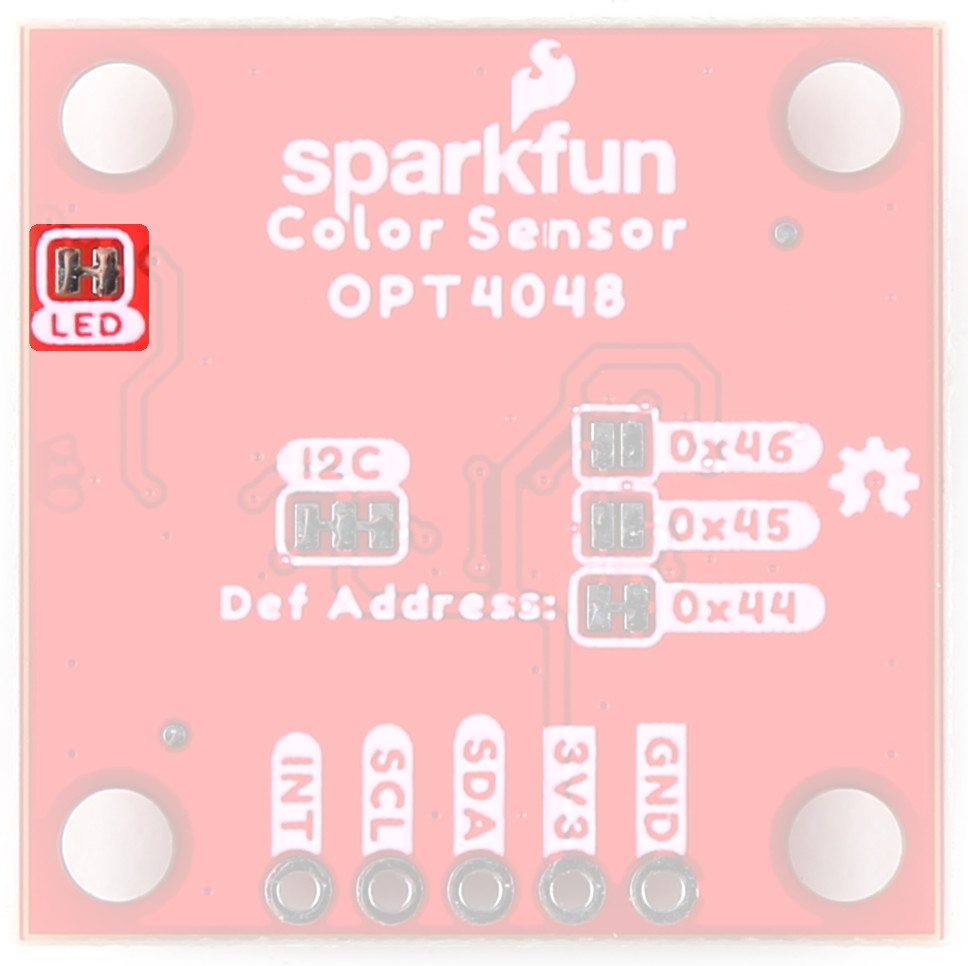 sparkfun
Color Sensor
OPT4048
LED
0x46
I2C
0x45
Def Address: 0x44
INT
SCL
SDA
3V3
GND